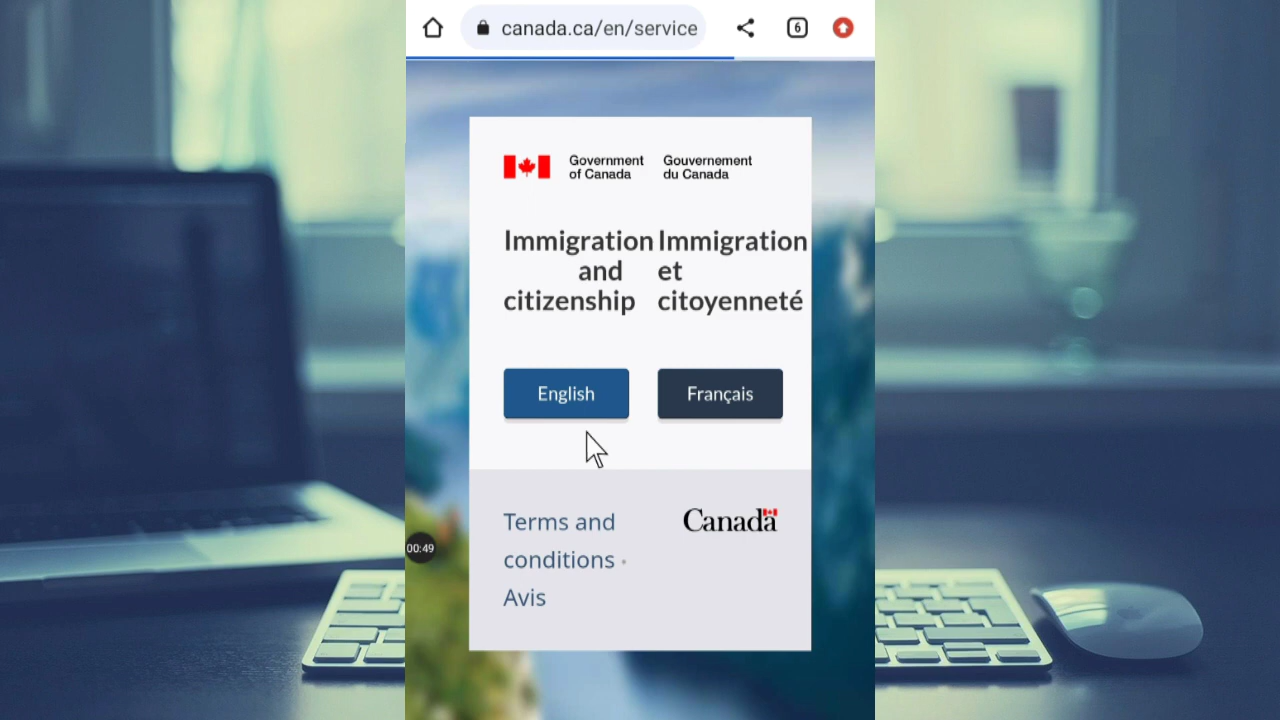 canada.ca/en/service
6
Government
of Canada
Gouvernement
du Canada
Immigration
and
citizenship
Immigration
et
citoyenneté
English
Français
Terms and
conditions •
Avis
Canada
00:49